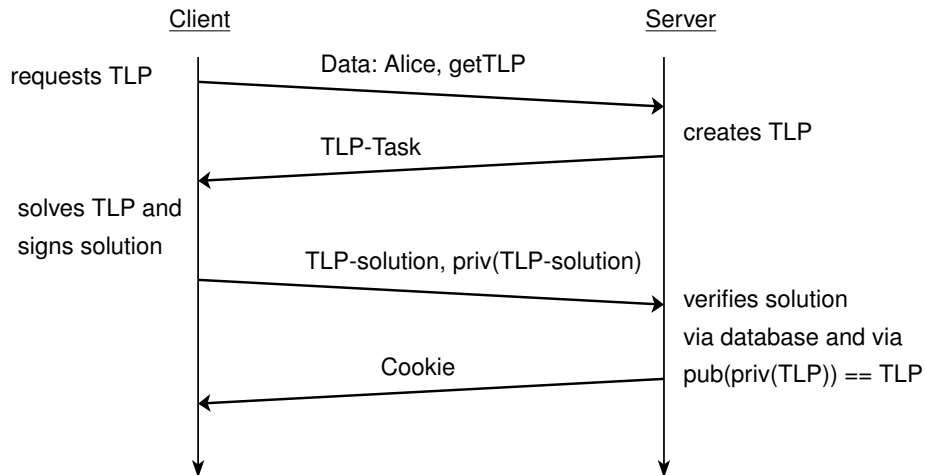 Client
Server
requests TLP
Data: Alice, getTLP
creates TLP
TLP-Task
solves TLP and
signs solution
TLP-solution, priv(TLP-solution)
verifies solution
via database and via
pub(priv(TLP)) == TLP
Cookie